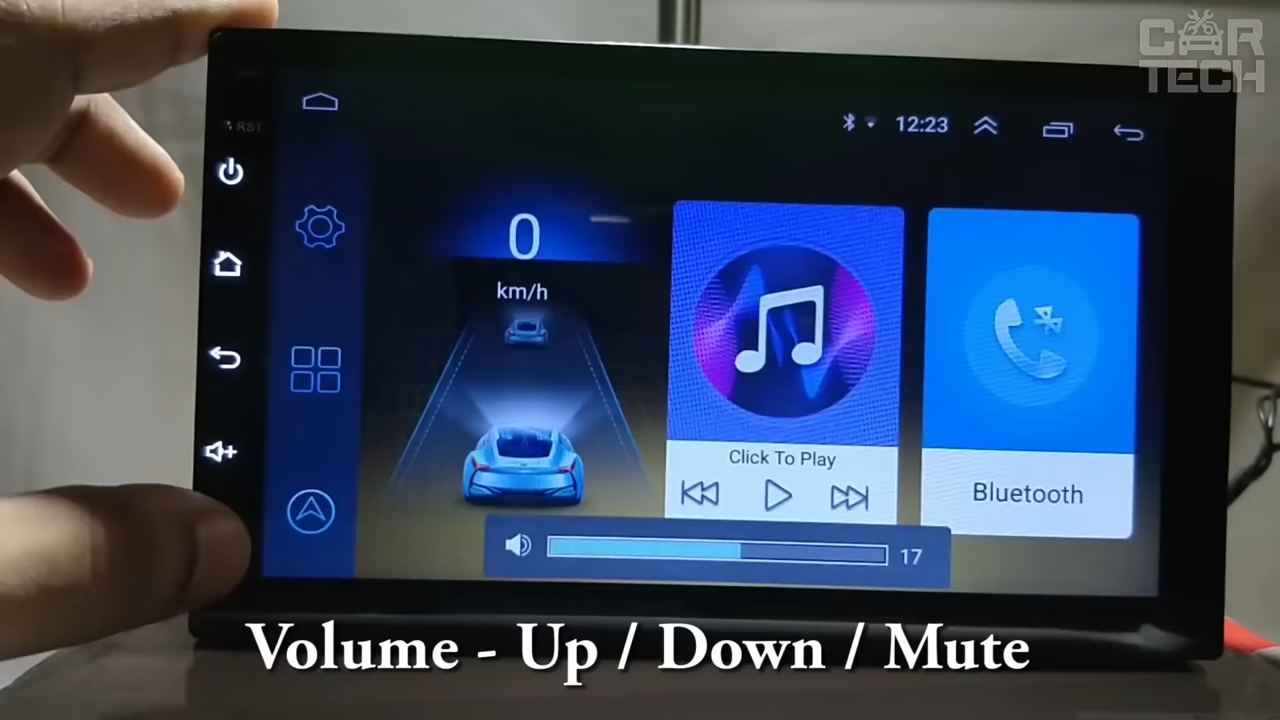 CAR
TECH
RST
12:23
0
km/h
Click To Play
Bluetooth
17
Volume - Up / Down / Mute